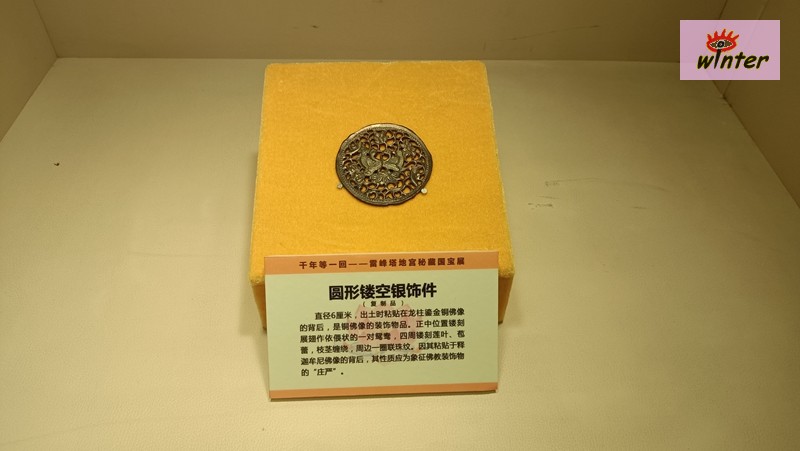 winter
千年等一回——雷峰塔地宫秘藏国宝展
圆形镂空银饰件
（复制品）
直径6厘米，出土时粘贴在龙柱鎏金铜佛像
的背后，是铜佛像的装饰物品。正中位置镂刻
展翅作依偎状的一对鸳鸯，四周镂刻莲叶、苞
蕾，枝茎缠绕，周边一圈联珠纹。因其粘贴于释
迦牟尼佛像的背后，其性质应为象征佛教装饰物
的“庄严”。